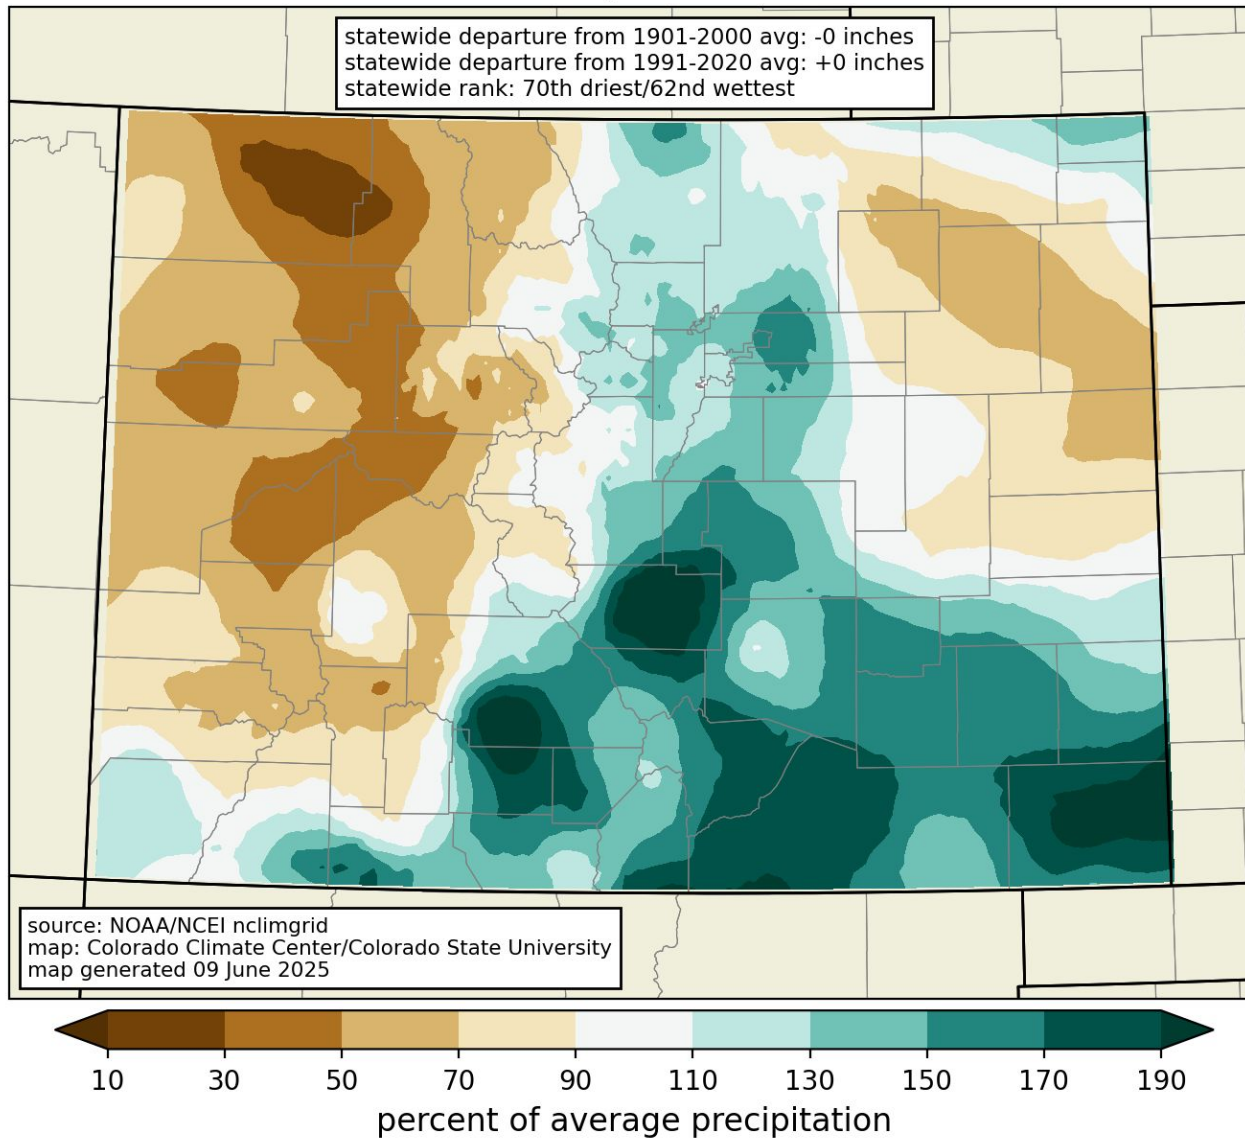 statewide departure from 1901-2000 avg: -0 inches
statewide departure from 1991-2020 avg: +0 inches
statewide rank: 70th driest/62nd wettest
source: NOAA/NCEI nclimgrid
map: Colorado Climate Center/Colorado State University
map generated 09 June 2025
10 30 50 70 90 110 130 150 170 190
percent of average precipitation